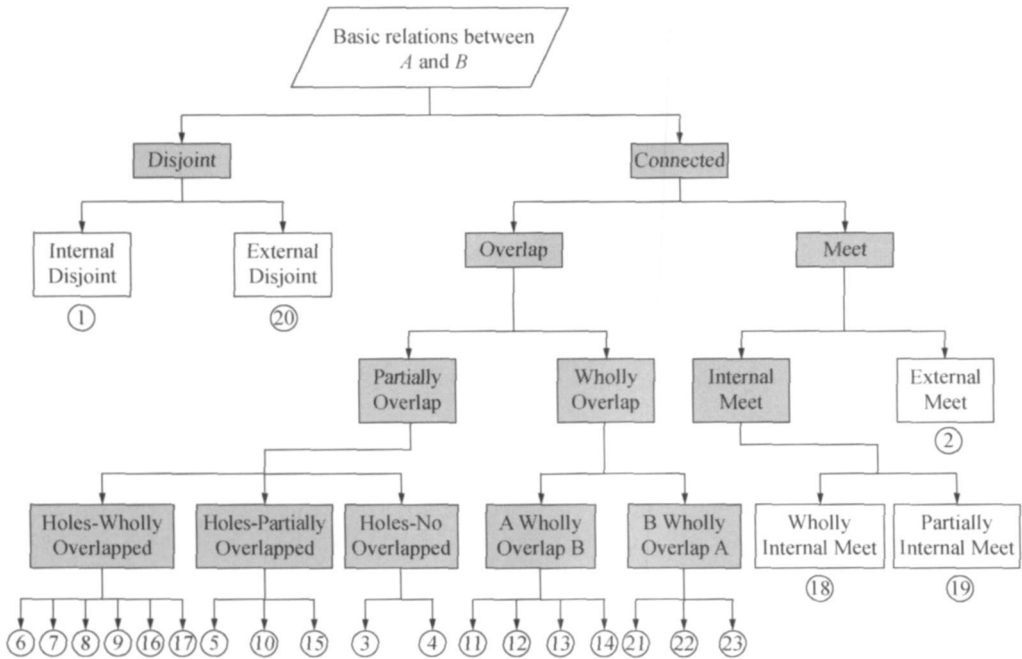 Basic relations between
A and B
Disjoint
Connected
Internal
Disjoint
1
External
Disjoint
20
Overlap
Meet
Partially
Overlap
Wholly
Overlap
Internal
Meet
External
Meet
2
Holes-Wholly
Overlapped
Holes-Partially
Overlapped
Holes-No
Overlapped
A Wholly
Overlap B
B Wholly
Overlap A
Wholly
Internal Meet
18
Partially
Internal Meet
19
6 7 8 9 16 17 5 10 15 3 4 11 12 13 14 21 22 23